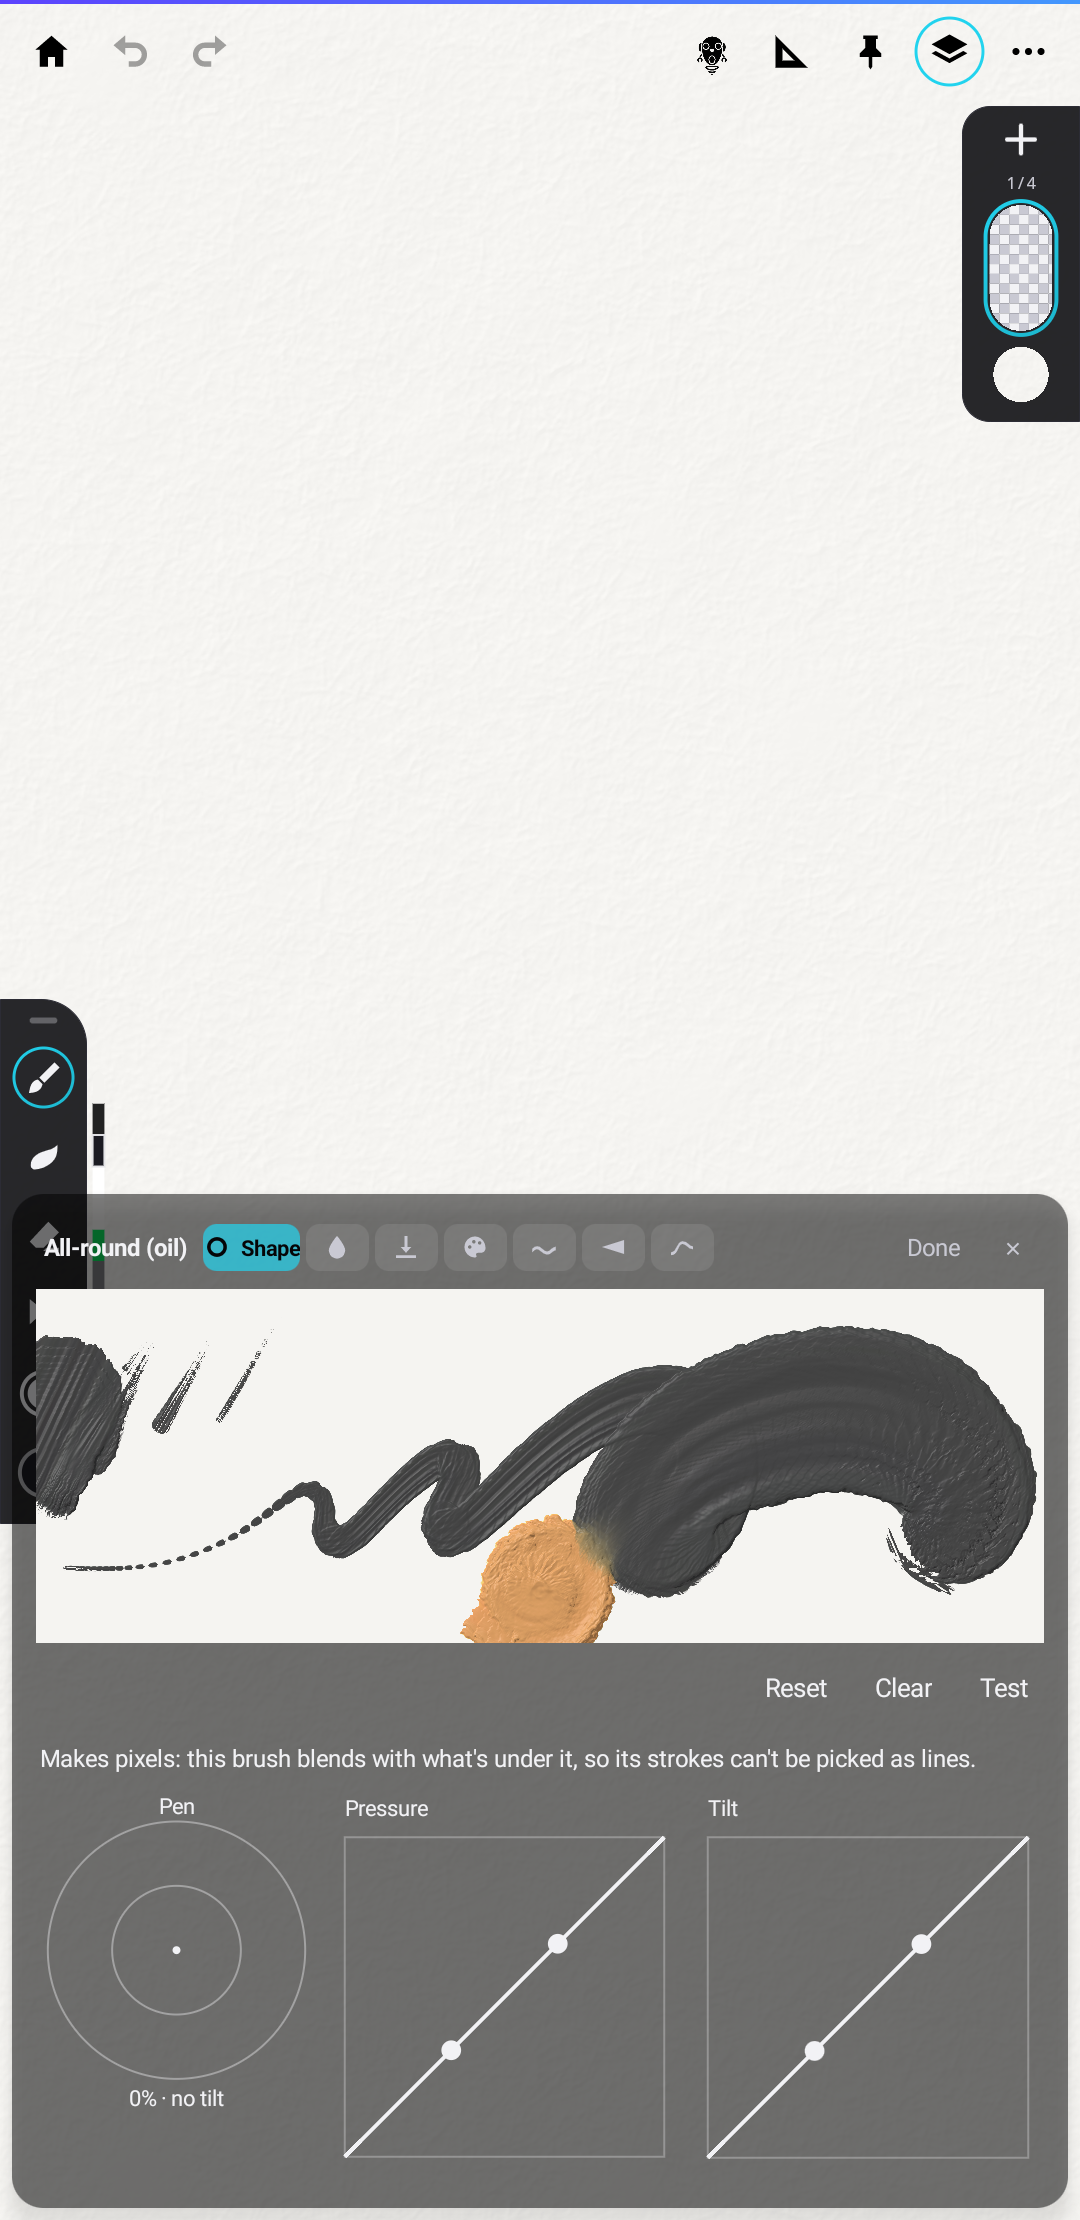 1/4
All-round (oil) Shape Done ×
Reset Clear Test
Makes pixels: this brush blends with what's under it, so its strokes can't be picked as lines.
Pen Pressure Tilt
0% · no tilt